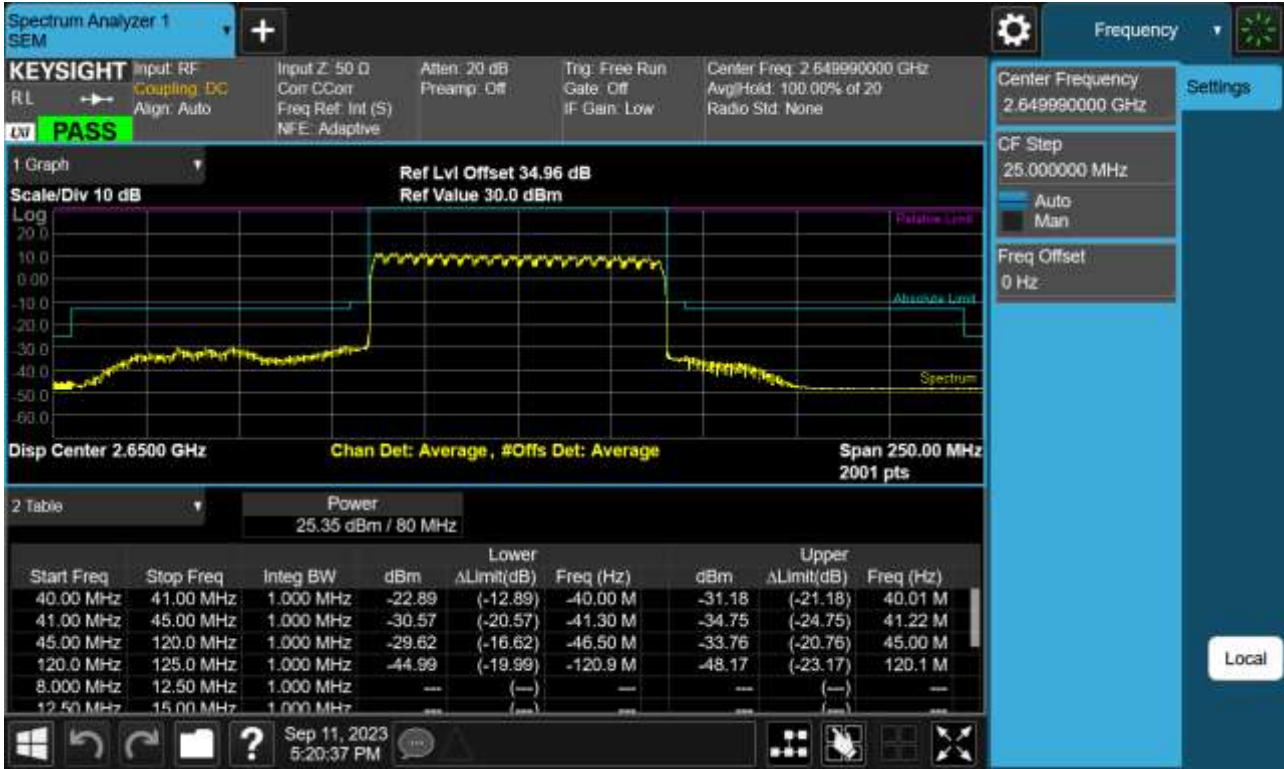 Spectrum Analyzer 1
SEM
Frequency
KEYSIGHT
RL
PASS
Input: RF
Coupling: DC
Align: Auto
Input Z: 50 Ω
Corr CCorr
Freq Ref: Int (S)
NFE: Adaptive
Atten: 20 dB
Preamp: Off
Trig: Free Run
Gate: Off
IF Gain: Low
Center Freq: 2.649990000 GHz
Avg|Hold: 100.00% of 20
Radio Std: None
Center Frequency
2.649990000 GHz
Settings
CF Step
25.000000 MHz
Auto
Man
Freq Offset
0 Hz
1 Graph
Scale/Div 10 dB
Ref Lvl Offset 34.96 dB
Ref Value 30.0 dBm
Log
20.0
10.0
0.00
-10.0
-20.0
-30.0
-40.0
-50.0
-60.0
Relative Limit
Absolute Limit
Spectrum
Disp Center 2.6500 GHz
Chan Det: Average, #Offs Det: Average
Span 250.00 MHz
2001 pts
2 Table
Power
25.35 dBm / 80 MHz
Lower Upper
Start Freq Stop Freq Integ BW dBm ΔLimit(dB) Freq (Hz) dBm ΔLimit(dB) Freq (Hz)
40.00 MHz 41.00 MHz 1.000 MHz -22.89 (-12.89) -40.00 M -31.18 (-21.18) 40.01 M
41.00 MHz 45.00 MHz 1.000 MHz -30.57 (-20.57) -41.30 M -34.75 (-24.75) 41.22 M
45.00 MHz 120.0 MHz 1.000 MHz -29.62 (-16.62) -46.50 M -33.76 (-20.76) 45.00 M
120.0 MHz 125.0 MHz 1.000 MHz -44.99 (-19.99) -120.9 M -48.17 (-23.17) 120.1 M
8.000 MHz 12.50 MHz 1.000 MHz --- (---) --- --- (---) ---
12.50 MHz 15.00 MHz 1.000 MHz --- (---) --- --- (---) ---
Local
Sep 11, 2023
5:20:37 PM